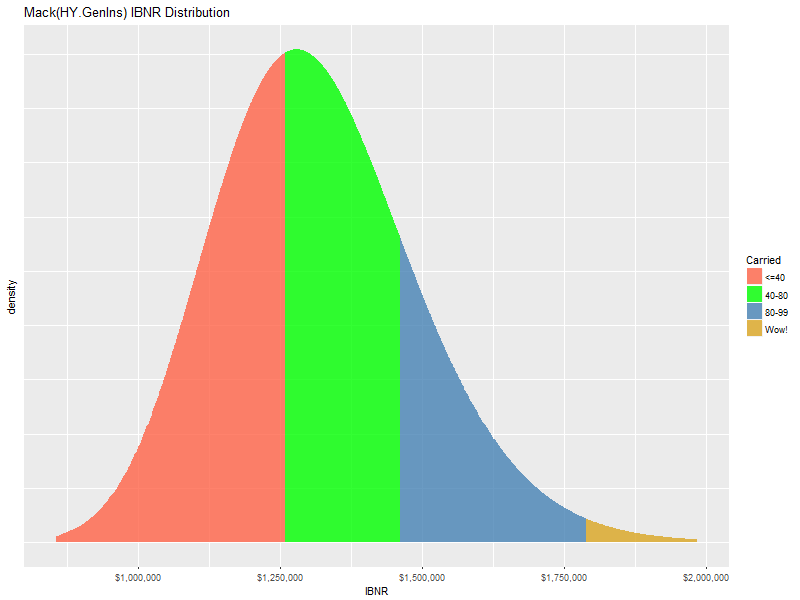 Mack(HY.GenIns) IBNR Distribution
density
Carried
<=40
40-80
80-99
Wow!
$1,000,000
$1,250,000
$1,500,000
$1,750,000
$2,000,000
IBNR